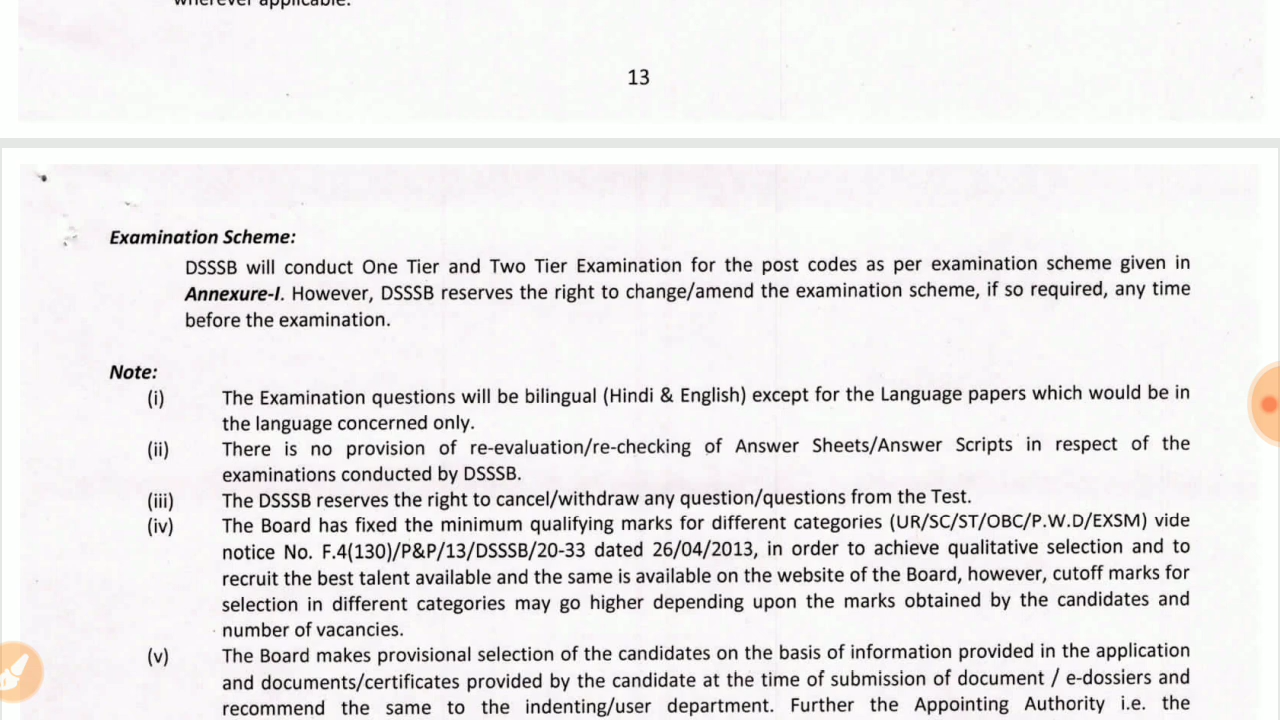 wherever applicable.
13
Examination Scheme:
DSSSB will conduct One Tier and Two Tier Examination for the post codes as per examination scheme given in
Annexure-I. However, DSSSB reserves the right to change/amend the examination scheme, if so required, any time
before the examination.
Note:
(i) The Examination questions will be bilingual (Hindi & English) except for the Language papers which would be in
the language concerned only.
(ii) There is no provision of re-evaluation/re-checking of Answer Sheets/Answer Scripts in respect of the
examinations conducted by DSSSB.
(iii) The DSSSB reserves the right to cancel/withdraw any question/questions from the Test.
(iv) The Board has fixed the minimum qualifying marks for different categories (UR/SC/ST/OBC/P.W.D/EXSM) vide
notice No. F.4(130)/P&P/13/DSSSB/20-33 dated 26/04/2013, in order to achieve qualitative selection and to
recruit the best talent available and the same is available on the website of the Board, however, cutoff marks for
selection in different categories may go higher depending upon the marks obtained by the candidates and
number of vacancies.
(v) The Board makes provisional selection of the candidates on the basis of information provided in the application
and documents/certificates provided by the candidate at the time of submission of document / e-dossiers and
recommend the same to the indenting/user department. Further the Appointing Authority i.e. the